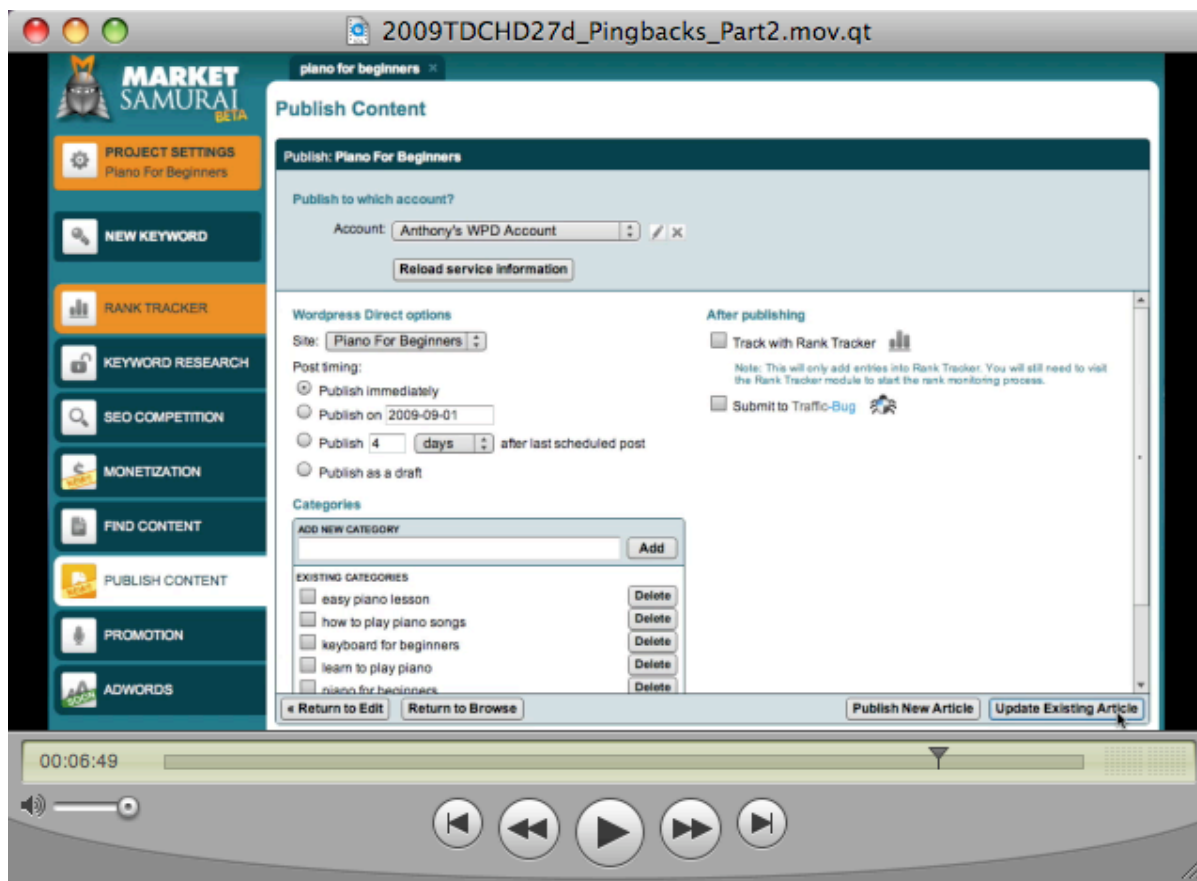 2009TDCHD27d_Pingbacks_Part2.mov.qt
MARKET
SAMURAI
BETA
PROJECT SETTINGS
Piano For Beginners
NEW KEYWORD
RANK TRACKER
KEYWORD RESEARCH
SEO COMPETITION
MONETIZATION
FIND CONTENT
PUBLISH CONTENT
PROMOTION
SOON
ADWORDS
piano for beginners ×
Publish Content
Publish: Piano For Beginners
Publish to which account?
Account: Anthony's WPD Account
Reload service information
Wordpress Direct options
Site: Piano For Beginners
Post timing:
Publish immediately
Publish on 2009-09-01
Publish 4 days after last scheduled post
Publish as a draft
Categories
ADD NEW CATEGORY
Add
EXISTING CATEGORIES
easy piano lesson Delete
how to play piano songs Delete
keyboard for beginners Delete
learn to play piano Delete
piano for beginners Delete
After publishing
Track with Rank Tracker
Note: This will only add entries into Rank Tracker. You will still need to visit
the Rank Tracker module to start the rank monitoring process.
Submit to Traffic-Bug
« Return to Edit Return to Browse Publish New Article Update Existing Article
00:06:49